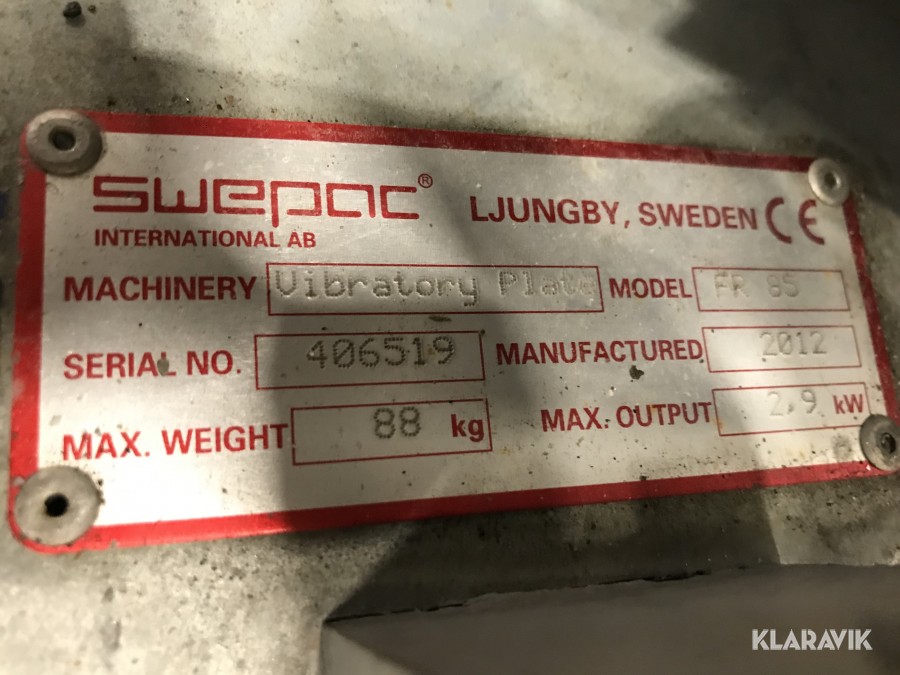 swepac® LJUNGBY, SWEDEN CE
INTERNATIONAL AB
MACHINERY Vibratory Plate MODEL FR 85
SERIAL NO. 406519 MANUFACTURED 2012
MAX. WEIGHT 88 kg MAX. OUTPUT 2,9 kW
KLARAVIK